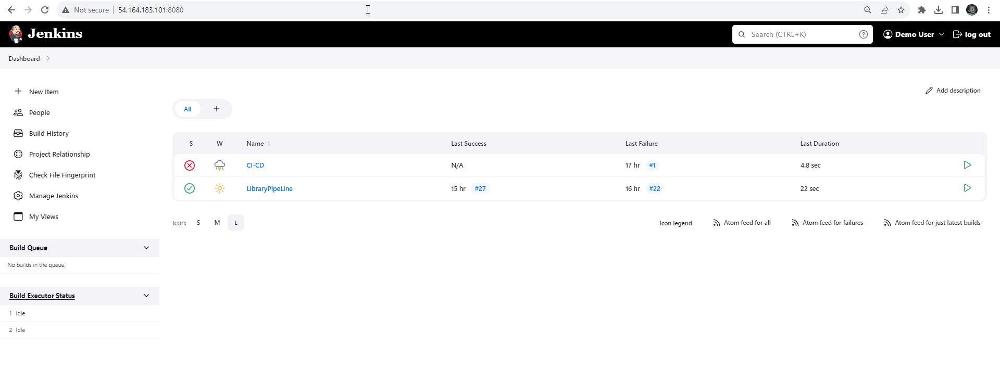 Not secure 54.164.183.101:8080
Jenkins
Search (CTRL+K)
Demo User
log out
Dashboard
New Item
People
Build History
Project Relationship
Check File Fingerprint
Manage Jenkins
My Views
Build Queue
No builds in the queue.
Build Executor Status
1 Idle
2 Idle
Add description
All +
S W Name ↓ Last Success Last Failure Last Duration
CI-CD N/A 17 hr #1 4.8 sec
LibraryPipeLine 15 hr #27 16 hr #22 22 sec
Icon: S M L
Icon legend Atom feed for all Atom feed for failures Atom feed for just latest builds